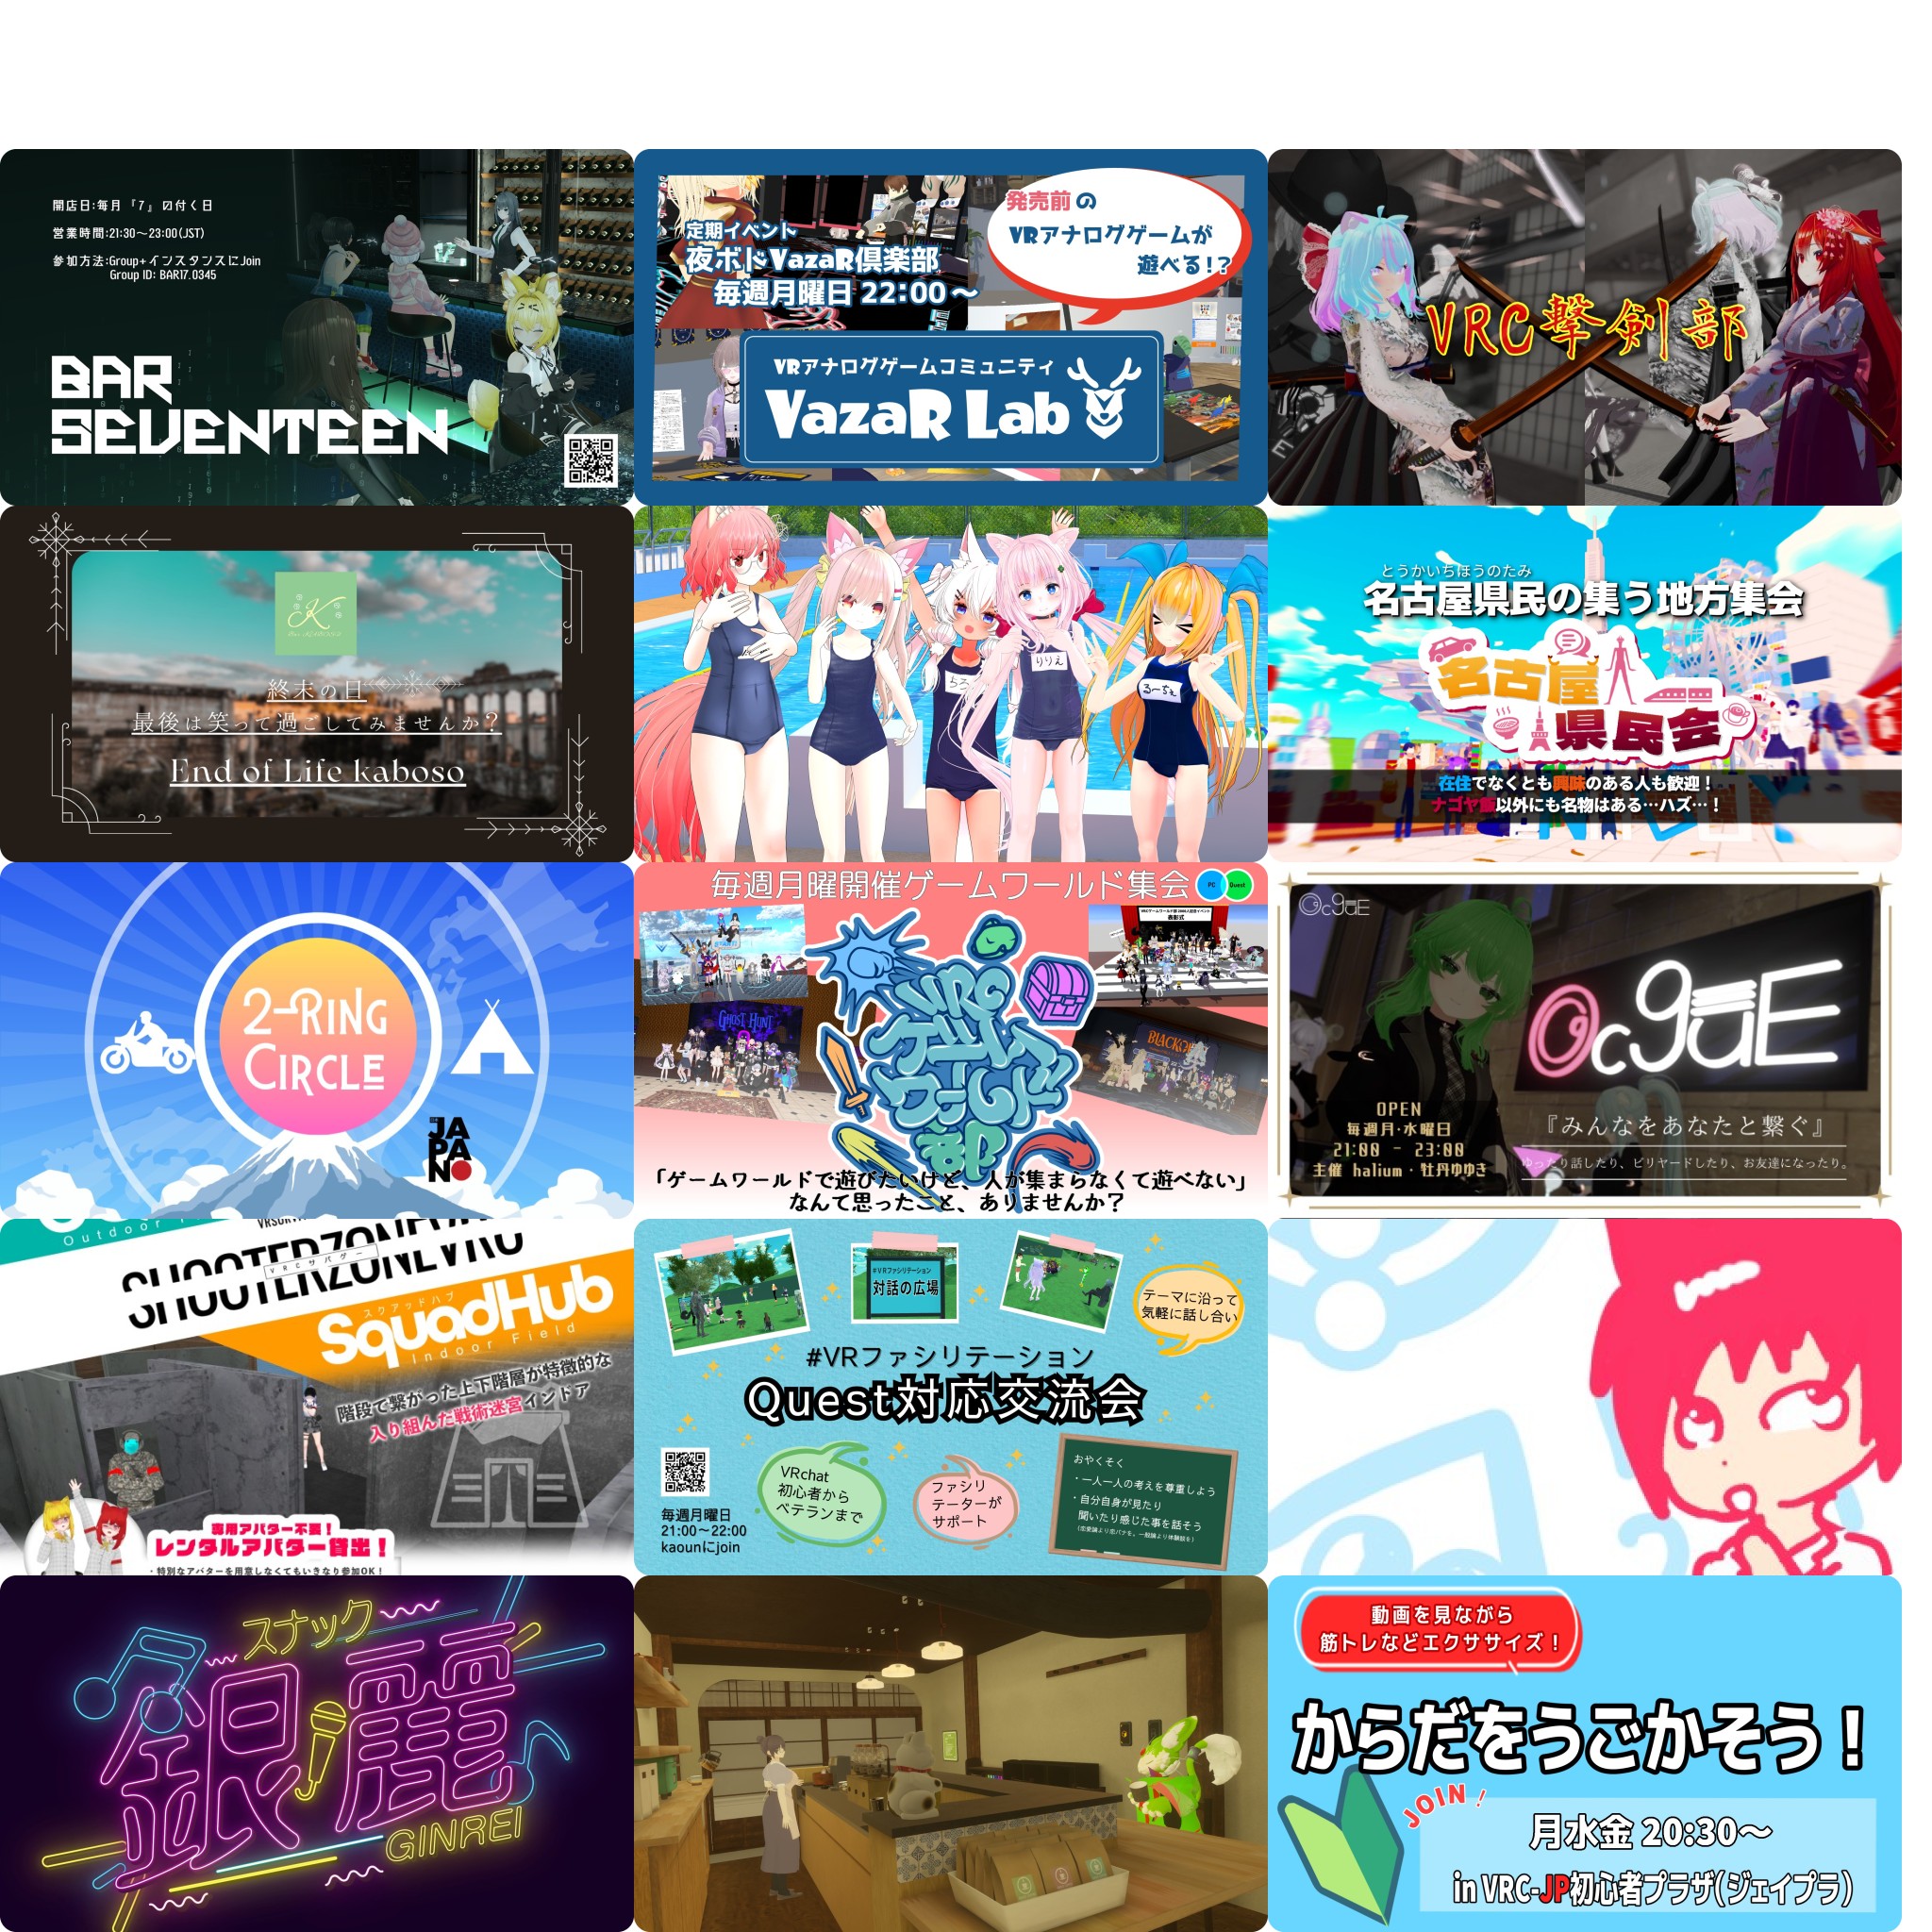 開店日:毎月『7』の付く日
営業時間:21:30～23:00(JST)
参加方法:Group+インスタンスにJoin
Group ID: BAR17.0345
BAR
SEVENTEEN
発売前の
VRアナログゲームが
遊べる!?
定期イベント
夜ボドVazaR倶楽部
毎週月曜日 22:00～
VRアナログゲームコミュニティ
VazaR Lab
VRC撃剣部
終末の日
最後は笑って過ごしてみませんか?
End of Life kaboso
りりえ
るーちぇ
とうかいちほうのたみ
名古屋県民の集う地方集会
名古屋
県民会
在住でなくとも興味のある人も歓迎！
ナゴヤ飯以外にも名物はある…ハズ…！
2-RING
CIRCLE
JA
PA
NO
毎週月曜開催ゲームワールド集会
PC Quest
GHOST HUNT
VRC
ゲーム
ワールド
部
「ゲームワールドで遊びたいけど、人が集まらなくて遊べない」
なんて思ったこと、ありませんか？
OcguE
OcguE
OPEN
毎週月・水曜日
21:00 - 23:00
主催 halium・牡丹ゆゆき
『みんなをあなたと繋ぐ』
ゆったり話したり、ビリヤードしたり、お友達になったり。
SHOOTERZONEVRC
VRCサバゲー
スクアッドハブ
SquadHub
Indoor Field
階段で繋がった上下階層が特徴的な
入り組んだ戦術迷宮インドア
専用アバター不要！
レンタルアバター貸出！
・特別なアバターを用意しなくてもいきなり参加OK！
#VRファシリテーション
対話の広場
テーマに沿って
気軽に話し合い
#VRファシリテーション
Quest対応交流会
VRchat
初心者から
ベテランまで
ファシリ
テーターが
サポート
おやくそく
・一人一人の考えを尊重しよう
・自分自身が見たり
聞いたり感じた事を話そう
(恋愛論より恋バナを。一般論より体験談を)
毎週月曜日
21:00～22:00
kaounにjoin
スナック
銀麗
GINREI
動画を見ながら
筋トレなどエクササイズ！
からだをうごかそう！
JOIN！
月水金 20:30～
in VRC-JP初心者プラザ(ジェイプラ)